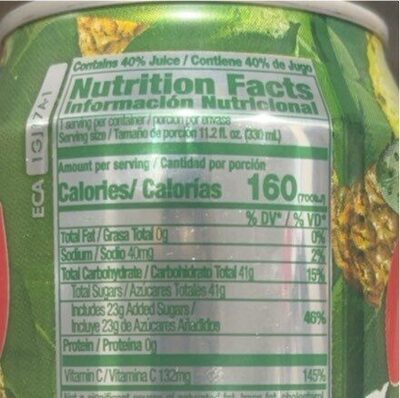 Contains 40% Juice / Contiene 40% de Jugo
Nutrition Facts
Información Nutricional
1 serving per container / porción por envase
Serving size / Tamaño de porción 11.2 fl. oz. (330 mL)
Amount per serving / Cantidad por porción
Calories/ Calorías 160
% DV* / % VD*
Total Fat / Grasa Total 0g 0%
Sodium / Sodio 40mg 2%
Total Carbohydrate / Carbohidrato Total 41g 15%
Total Sugars / Azúcares Totales 41g
Includes 23g Added Sugars /
Incluye 23g de Azúcares Añadidos 46%
Protein / Proteína 0g
Vitamin C / Vitamina C 132mg 145%
ECA